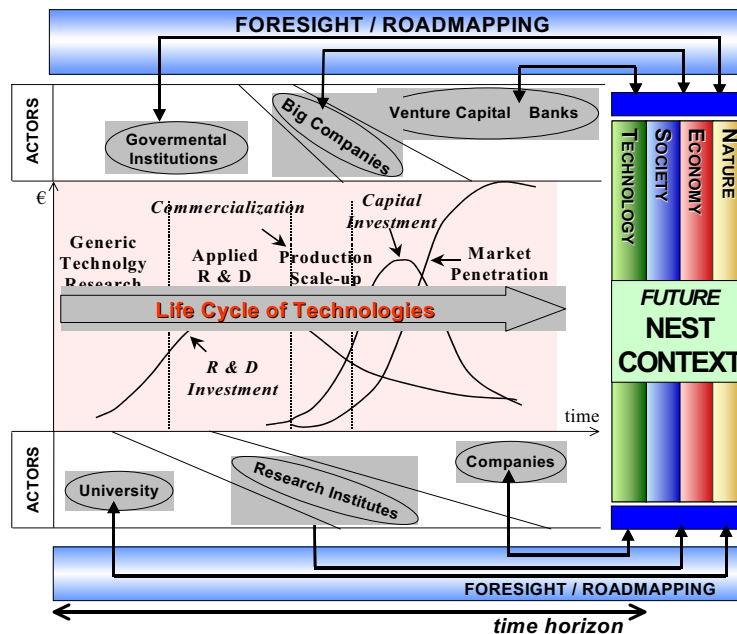 FORESIGHT / ROADMAPPING
ACTORS
Govermental
Institutions
Big Companies
Venture Capital
Banks
€
Commercialization
Capital
Investment
Generic
Technolgy
Research
Applied
R & D
Production
Scale-up
Market
Penetration
Life Cycle of Technologies
R & D
Investment
time
TECHNOLOGY
SOCIETY
ECONOMY
NATURE
FUTURE
NEST
CONTEXT
ACTORS
University
Research Institutes
Companies
FORESIGHT / ROADMAPPING
time horizon